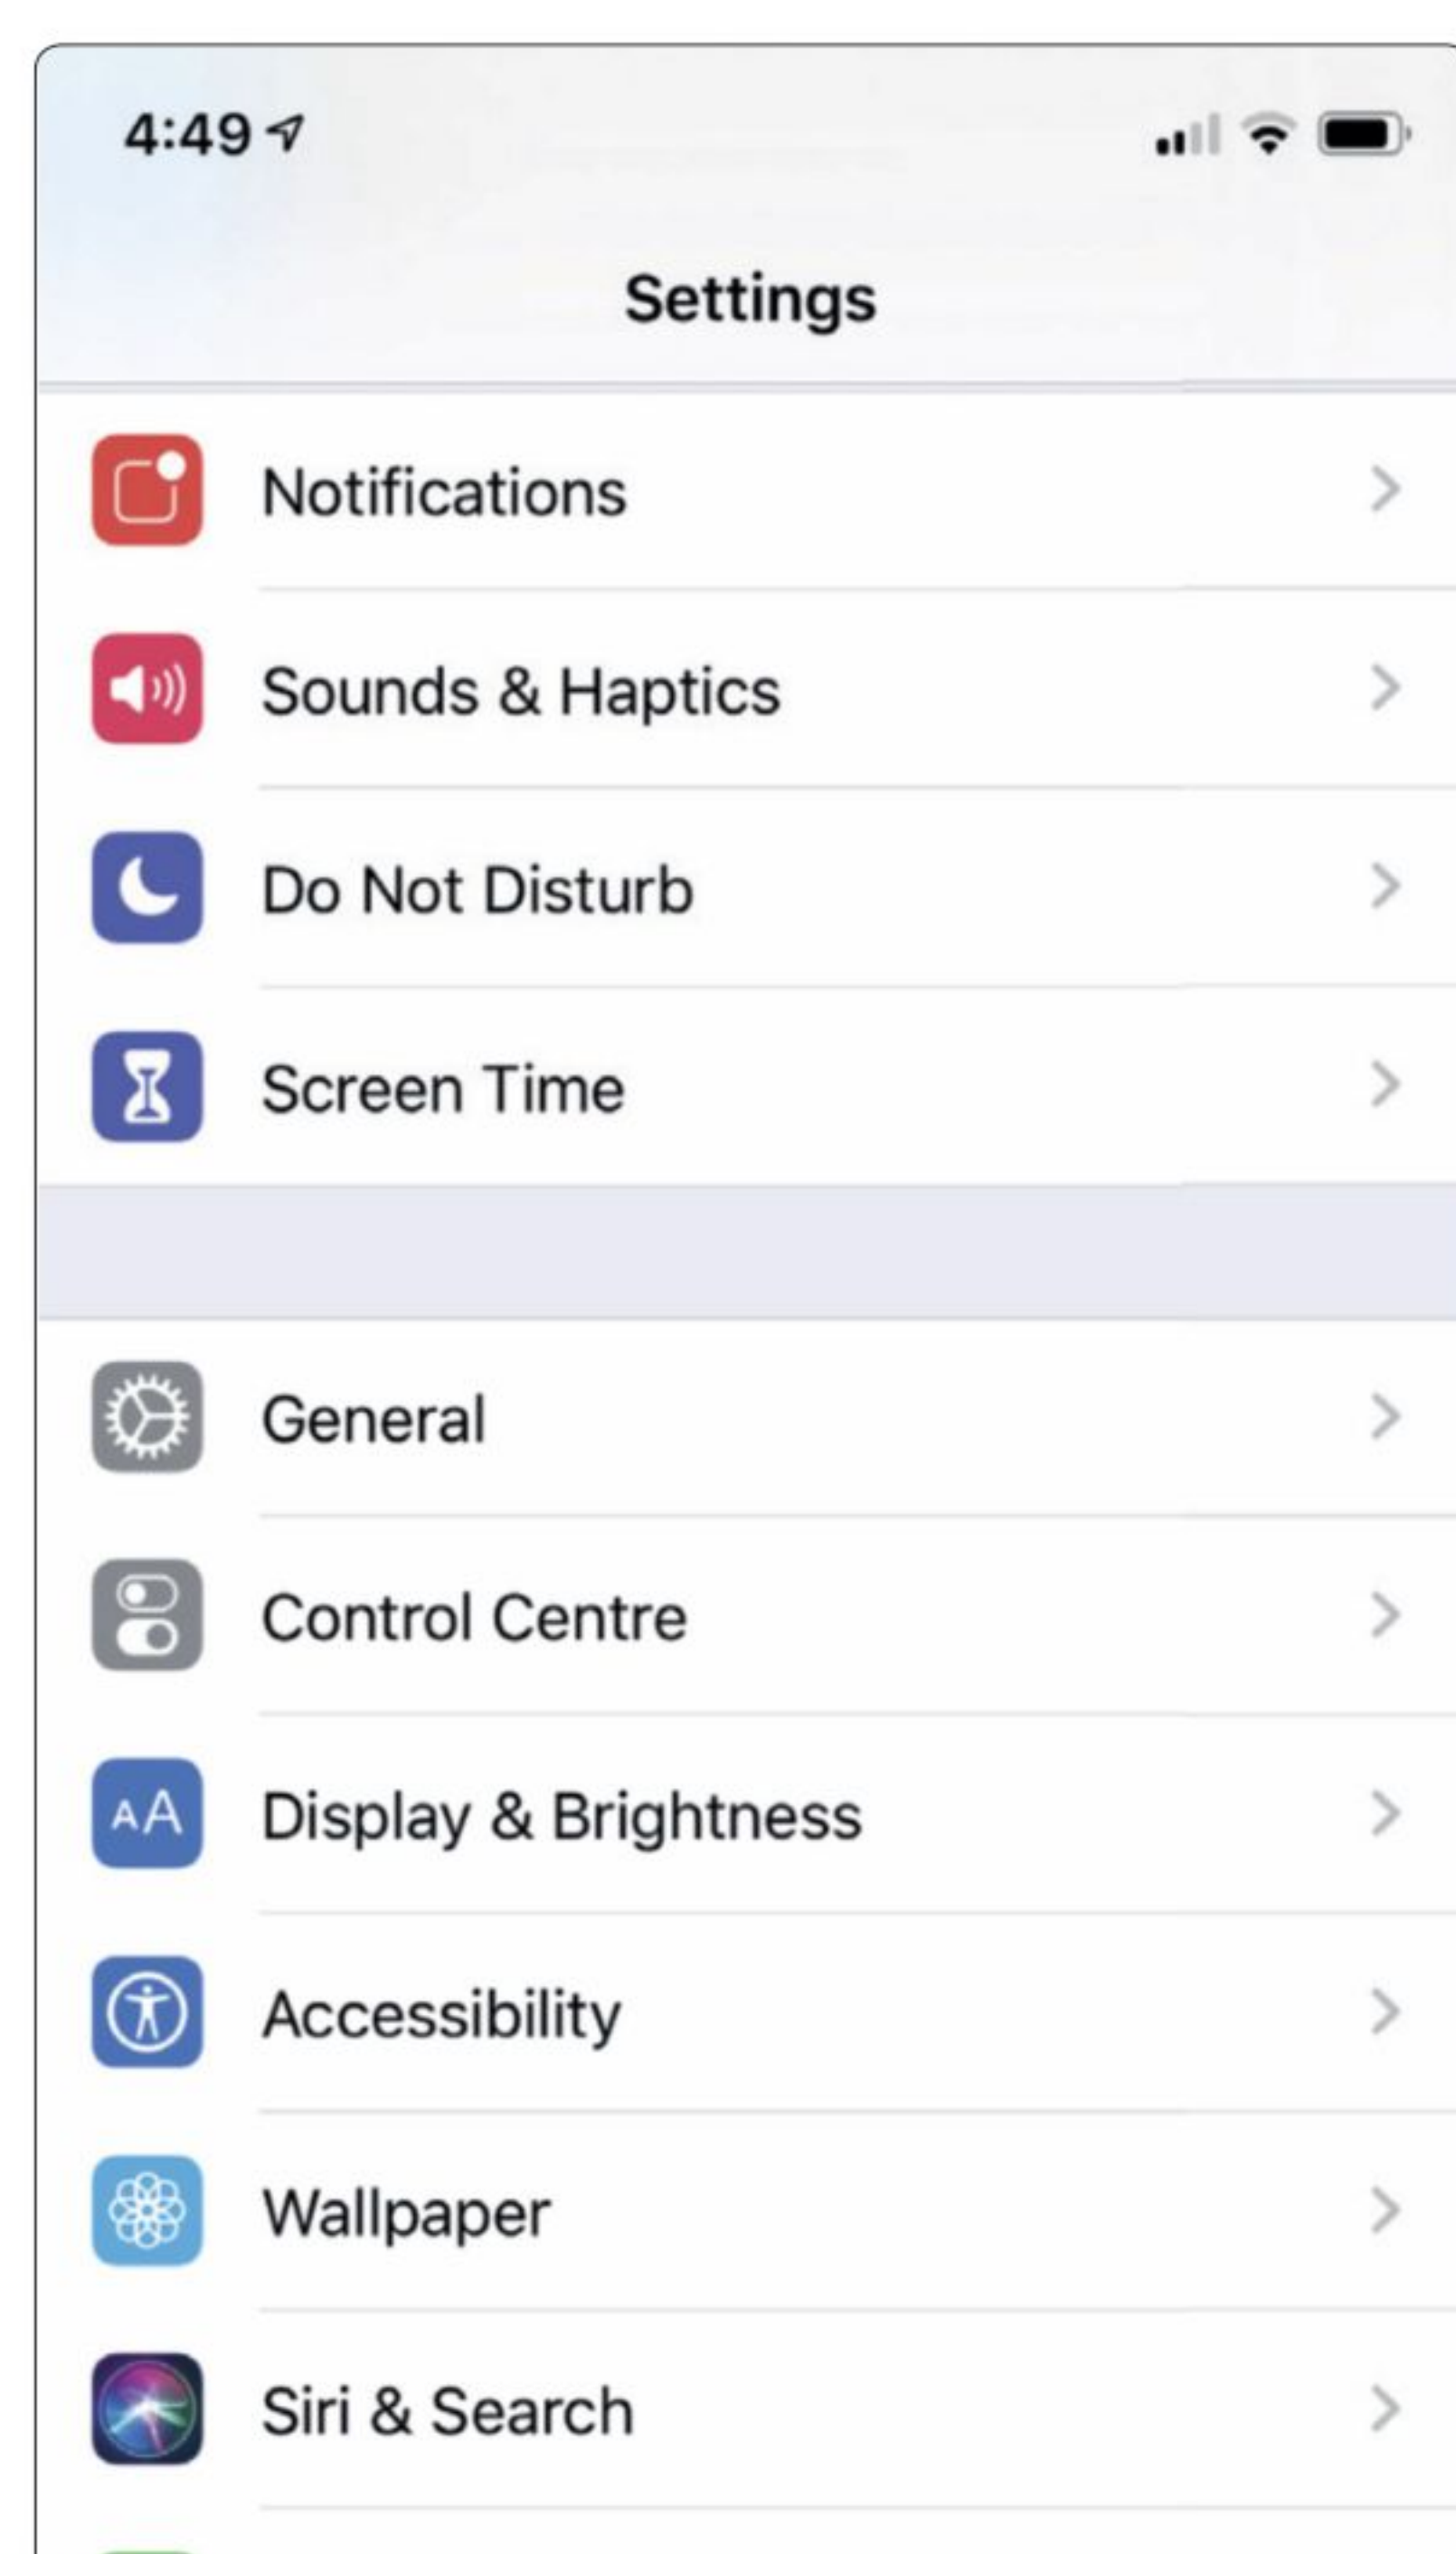 4:49
Settings
Notifications
Sounds & Haptics
Do Not Disturb
Screen Time
General
Control Centre
AA
Display & Brightness
Accessibility
Wallpaper
Siri & Search